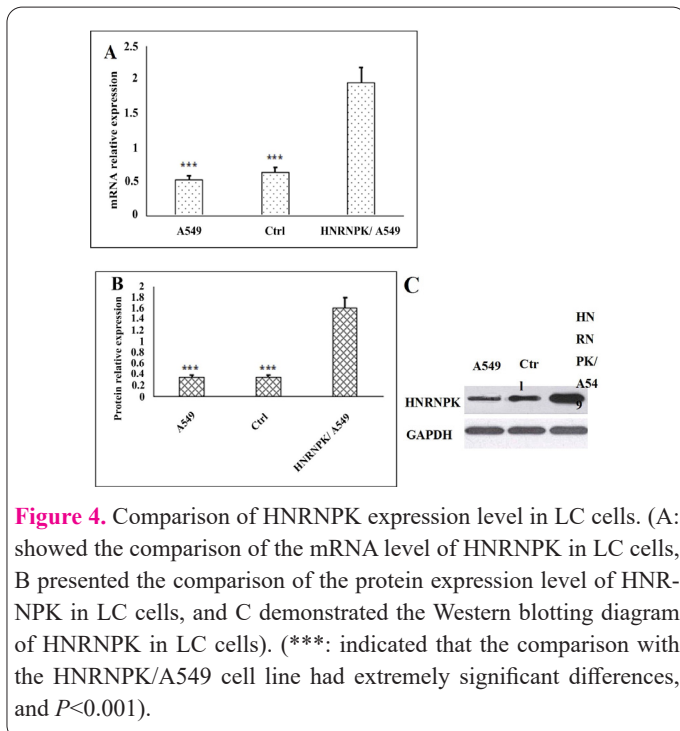 A
2.5
2
1.5
1
0.5
0
mRNA relative expression
***
***
A549 Ctrl HNRNPK/ A549
B
2
1.8
1.6
1.4
1.2
1
0.8
0.6
0.4
0.2
0
Protein relative expression
***
***
A549 Ctrl HNRNPK/ A549
C
HN
RN
PK/
A54
9
A549
Ctr
l
HNRNPK
GAPDH
Figure 4. Comparison of HNRNPK expression level in LC cells. (A:
showed the comparison of the mRNA level of HNRNPK in LC cells,
B presented the comparison of the protein expression level of HNR-
NPK in LC cells, and C demonstrated the Western blotting diagram
of HNRNPK in LC cells). (***: indicated that the comparison with
the HNRNPK/A549 cell line had extremely significant differences,
and P<0.001).